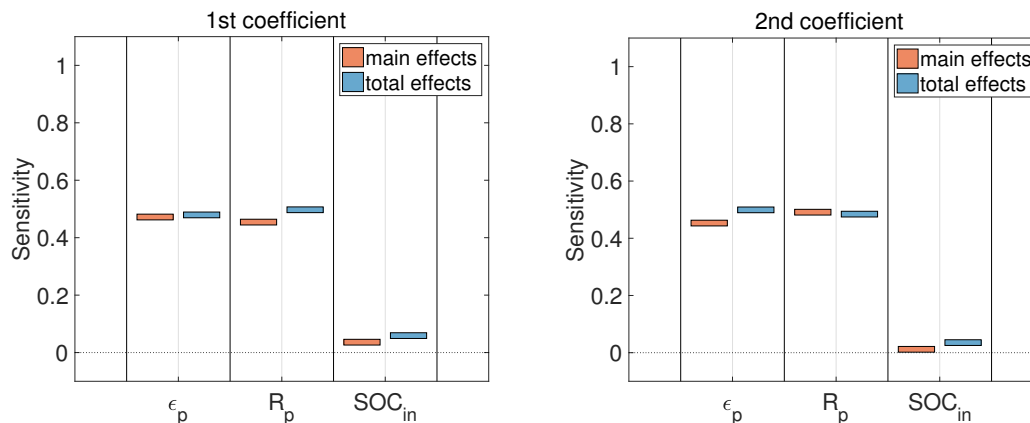 1st coefficient
Sensitivity
1
0.8
0.6
0.4
0.2
0
main effects
total effects
ϵp
Rp
SOCin
2nd coefficient
Sensitivity
1
0.8
0.6
0.4
0.2
0
main effects
total effects
ϵp
Rp
SOCin